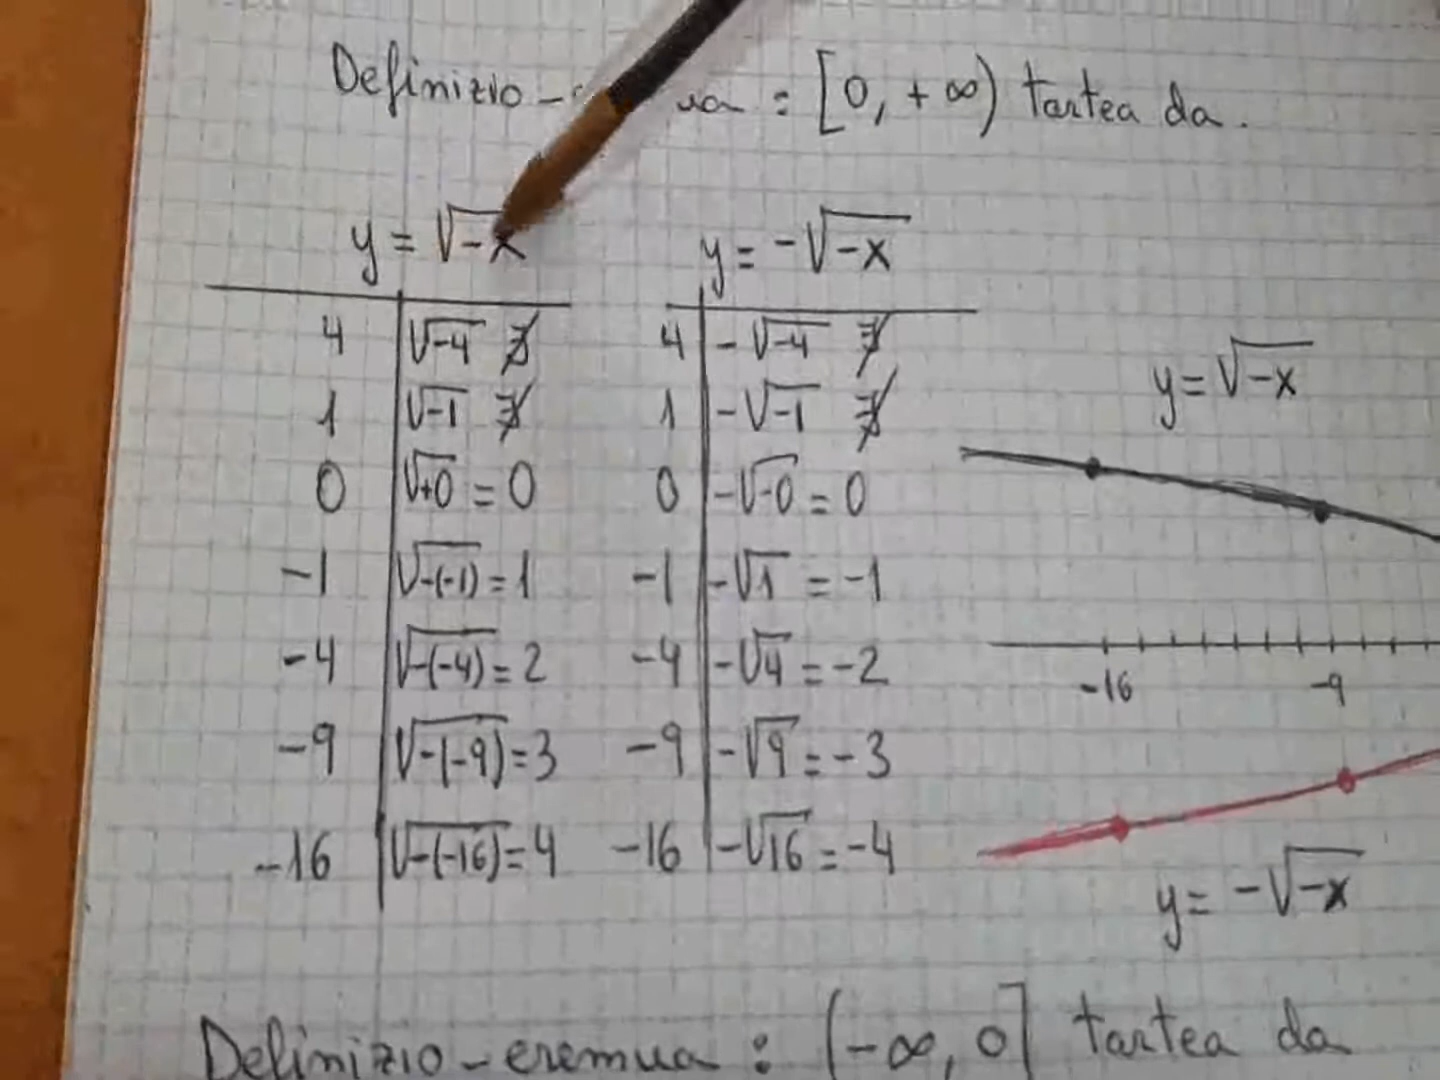 Definizio- : [0, +∞) tartea da.
y = √-x
4 √-4 ∄
1 √-1 ∄
0 √+0 = 0
-1 √-(-1) = 1
-4 √-(-4) = 2
-9 √-(-9) = 3
-16 √-(-16) = 4
y = -√-x
4 -√-4 ∄
1 -√-1 ∄
0 -√-0 = 0
-1 -√1 = -1
-4 -√4 = -2
-9 -√9 = -3
-16 -√16 = -4
y = √-x
-16 -9
y = -√-x
Definizio-eremua : (-∞, 0] tartea da